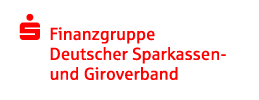 Finanzgruppe
Deutscher Sparkassen-
und Giroverband